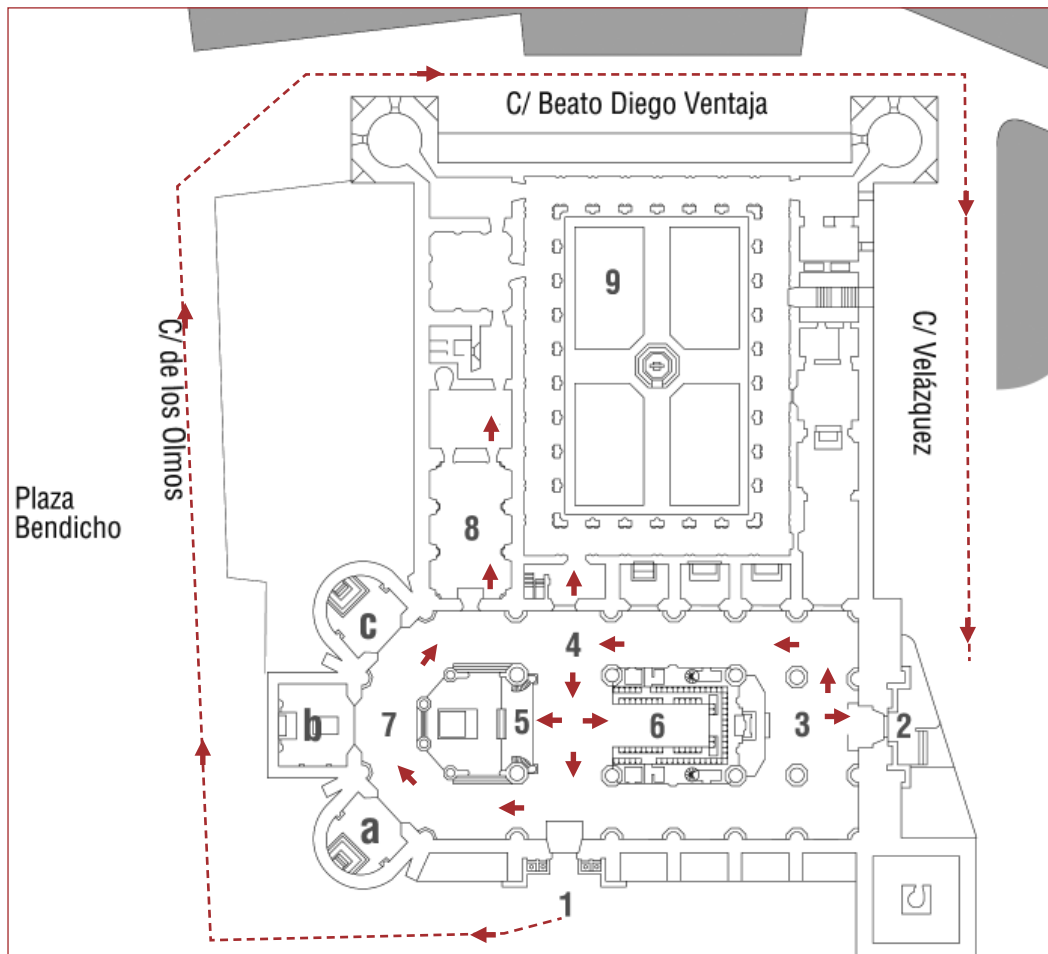 C/ Beato Diego Ventaja
9
C/ de los Olmos
C/ Velázquez
Plaza
Bendicho
8
c
4
b
7
5
6
3
2
a
1